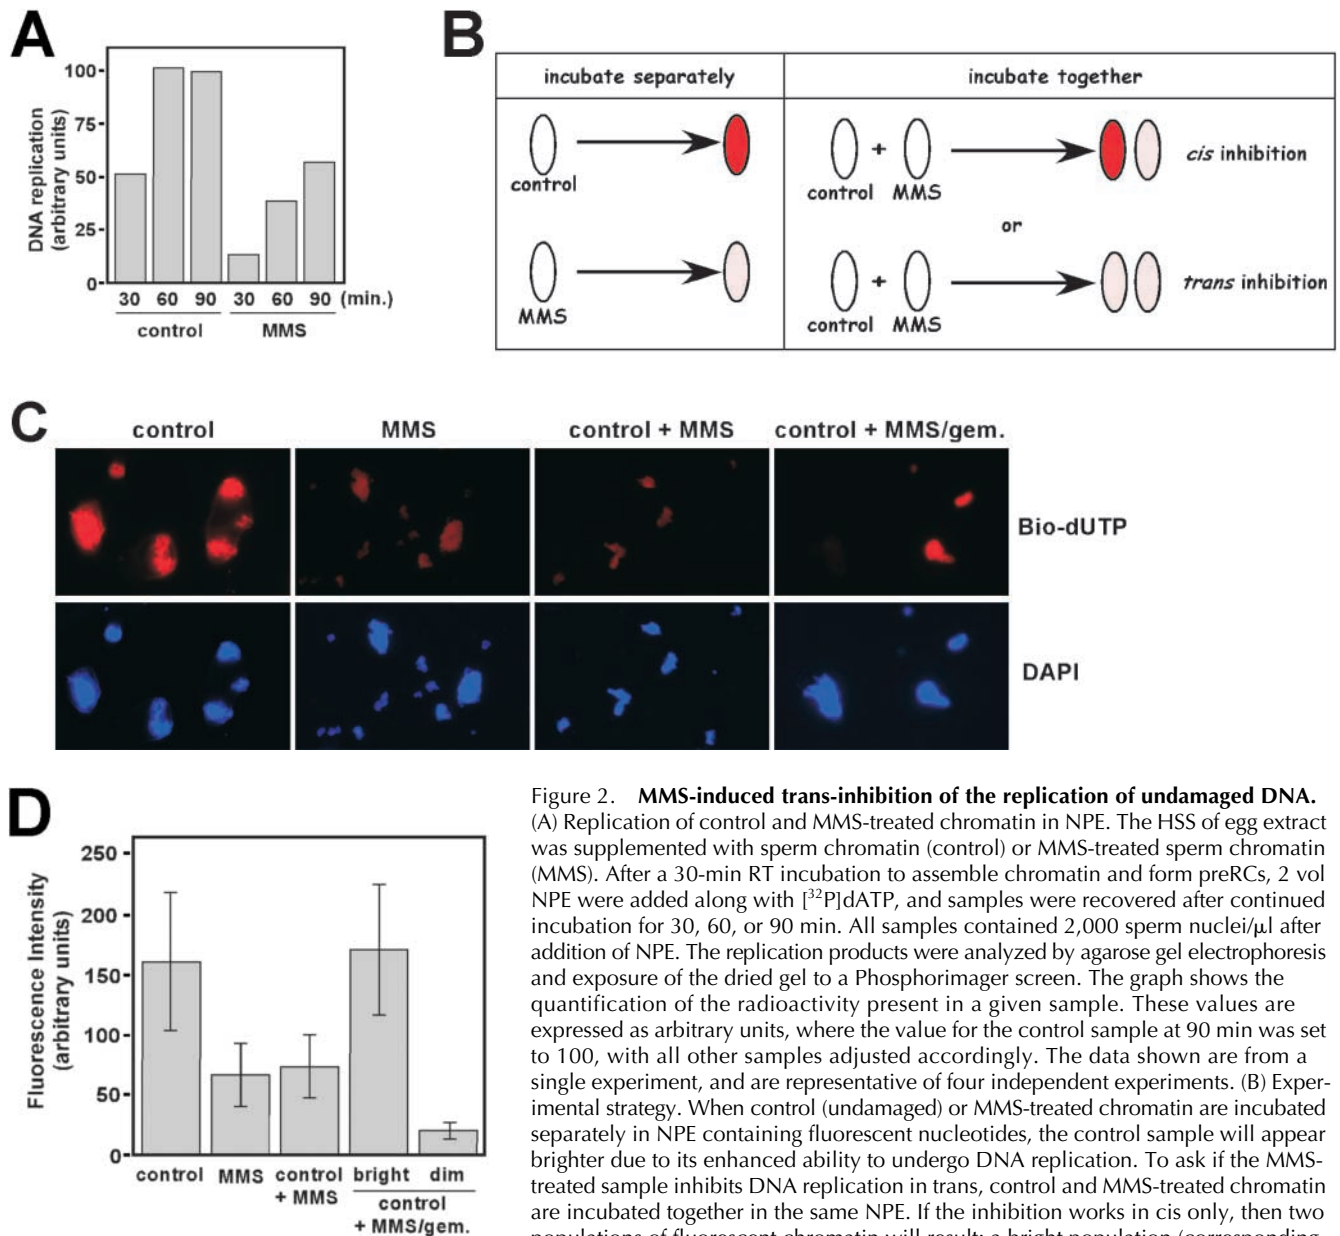 A
DNA replication
(arbitrary units)
100
75
50
25
0
30 60 90 30 60 90 (min.)
control MMS
B
incubate separately
incubate together
control
MMS
+
control MMS
cis inhibition
or
+
control MMS
trans inhibition
C
control MMS control + MMS control + MMS/gem.
Bio-dUTP
DAPI
D
Fluorescence Intensity
(arbitrary units)
250
200
150
100
50
0
control MMS control bright dim
+ MMS control
+ MMS/gem.
Figure 2. MMS-induced trans-inhibition of the replication of undamaged DNA.
(A) Replication of control and MMS-treated chromatin in NPE. The HSS of egg extract
was supplemented with sperm chromatin (control) or MMS-treated sperm chromatin
(MMS). After a 30-min RT incubation to assemble chromatin and form preRCs, 2 vol
NPE were added along with [³²P]dATP, and samples were recovered after continued
incubation for 30, 60, or 90 min. All samples contained 2,000 sperm nuclei/μl after
addition of NPE. The replication products were analyzed by agarose gel electrophoresis
and exposure of the dried gel to a Phosphorimager screen. The graph shows the
quantification of the radioactivity present in a given sample. These values are
expressed as arbitrary units, where the value for the control sample at 90 min was set
to 100, with all other samples adjusted accordingly. The data shown are from a
single experiment, and are representative of four independent experiments. (B) Exper-
imental strategy. When control (undamaged) or MMS-treated chromatin are incubated
separately in NPE containing fluorescent nucleotides, the control sample will appear
brighter due to its enhanced ability to undergo DNA replication. To ask if the MMS-
treated sample inhibits DNA replication in trans, control and MMS-treated chromatin
are incubated together in the same NPE. If the inhibition works in cis only, then two
populations of fluorescent chromatin will result: a bright population (corresponding